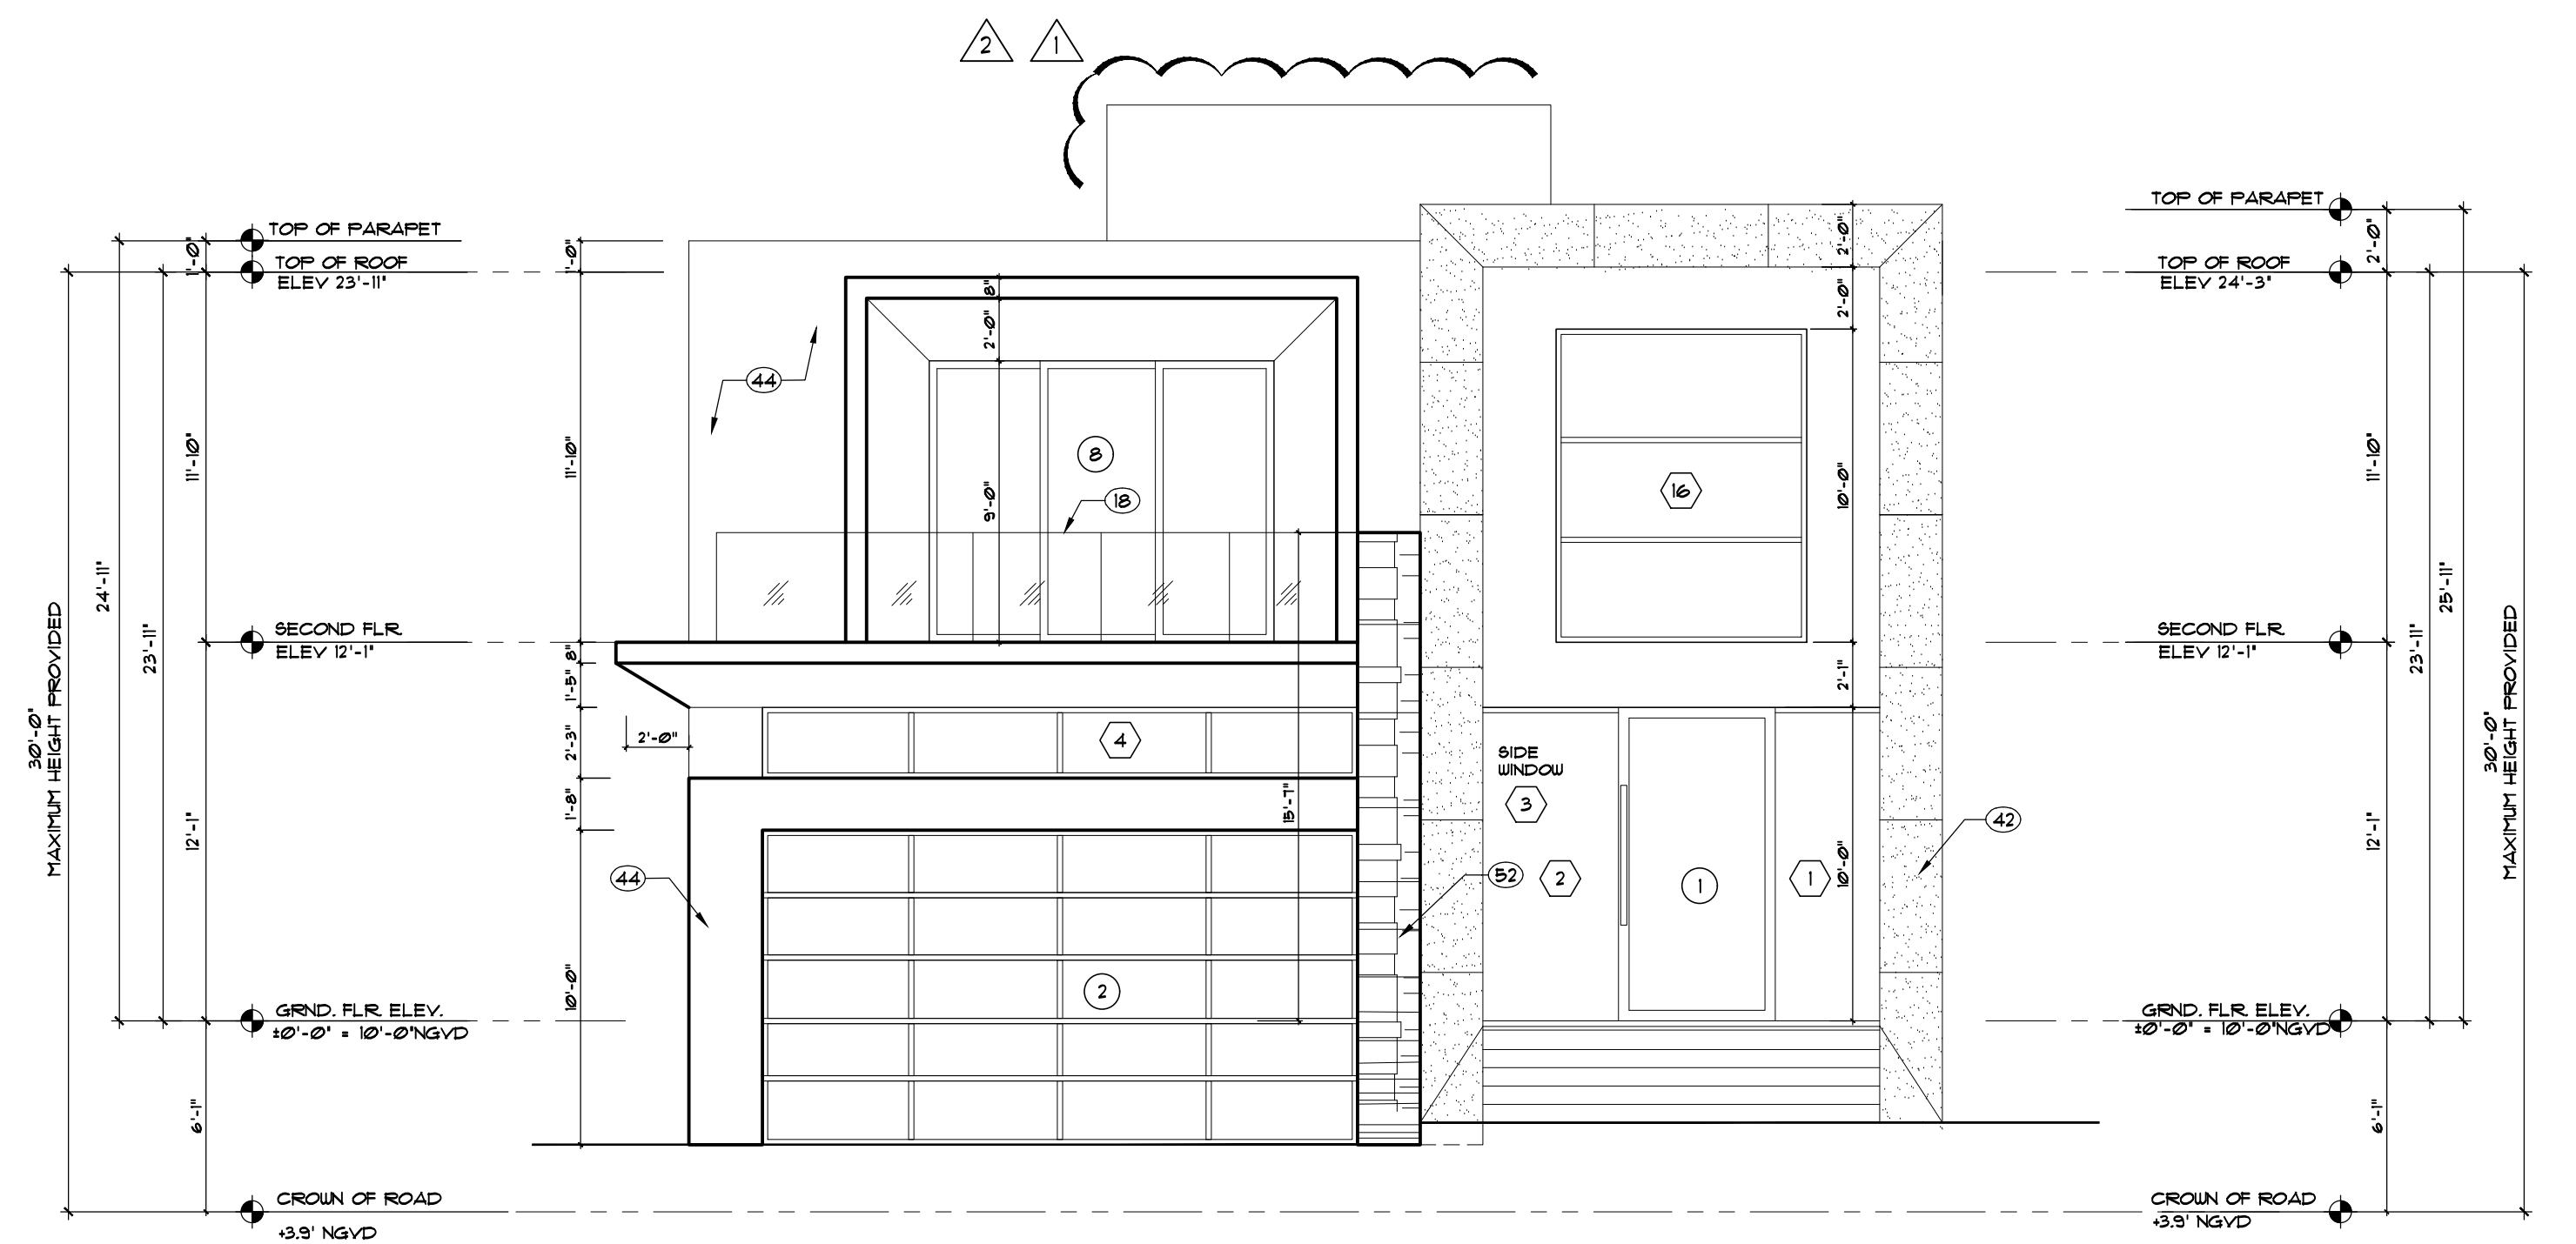 2
1
TOP OF PARAPET
TOP OF ROOF
ELEV 23'-11"
SECOND FLR.
ELEV 12'-1"
GRND. FLR. ELEV.
±0'-0" = 10'-0"NGVD
CROWN OF ROAD
+3.9' NGVD
30'-0"
MAXIMUM HEIGHT PROVIDED
24'-11"
23'-11"
1'-0"
11'-10"
12'-1"
6'-1"
1'-0"
11'-10"
8"
1'-5"
2'-3"
1'-8"
10'-0"
2'-0"
44
44
8"
2'-0"
9'-0"
8
18
4
2
15'-7"
52
SIDE
WINDOW
3
2
1
1
16
2'-0"
2'-0"
10'-0"
2'-1"
10'-0"
42
TOP OF PARAPET
TOP OF ROOF
ELEV 24'-3"
SECOND FLR.
ELEV 12'-1"
GRND. FLR. ELEV.
±0'-0" = 10'-0"NGVD
CROWN OF ROAD
+3.9' NGVD
2'-0"
11'-10"
12'-1"
6'-1"
23'-11"
25'-11"
30'-0"
MAXIMUM HEIGHT PROVIDED